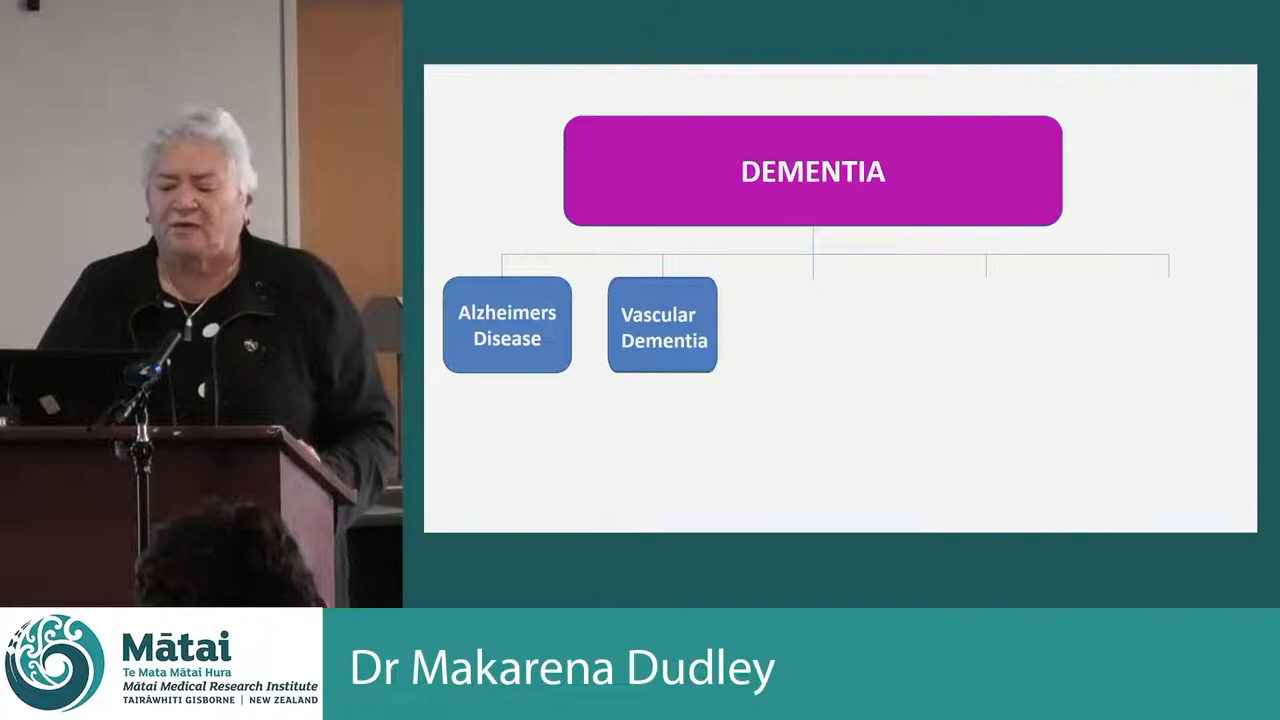 DEMENTIA
Alzheimers
Disease
Vascular
Dementia
Mātai
Te Mata Mātai Hura
Mātai Medical Research Institute
TAIRĀWHITI GISBORNE | NEW ZEALAND
Dr Makarena Dudley